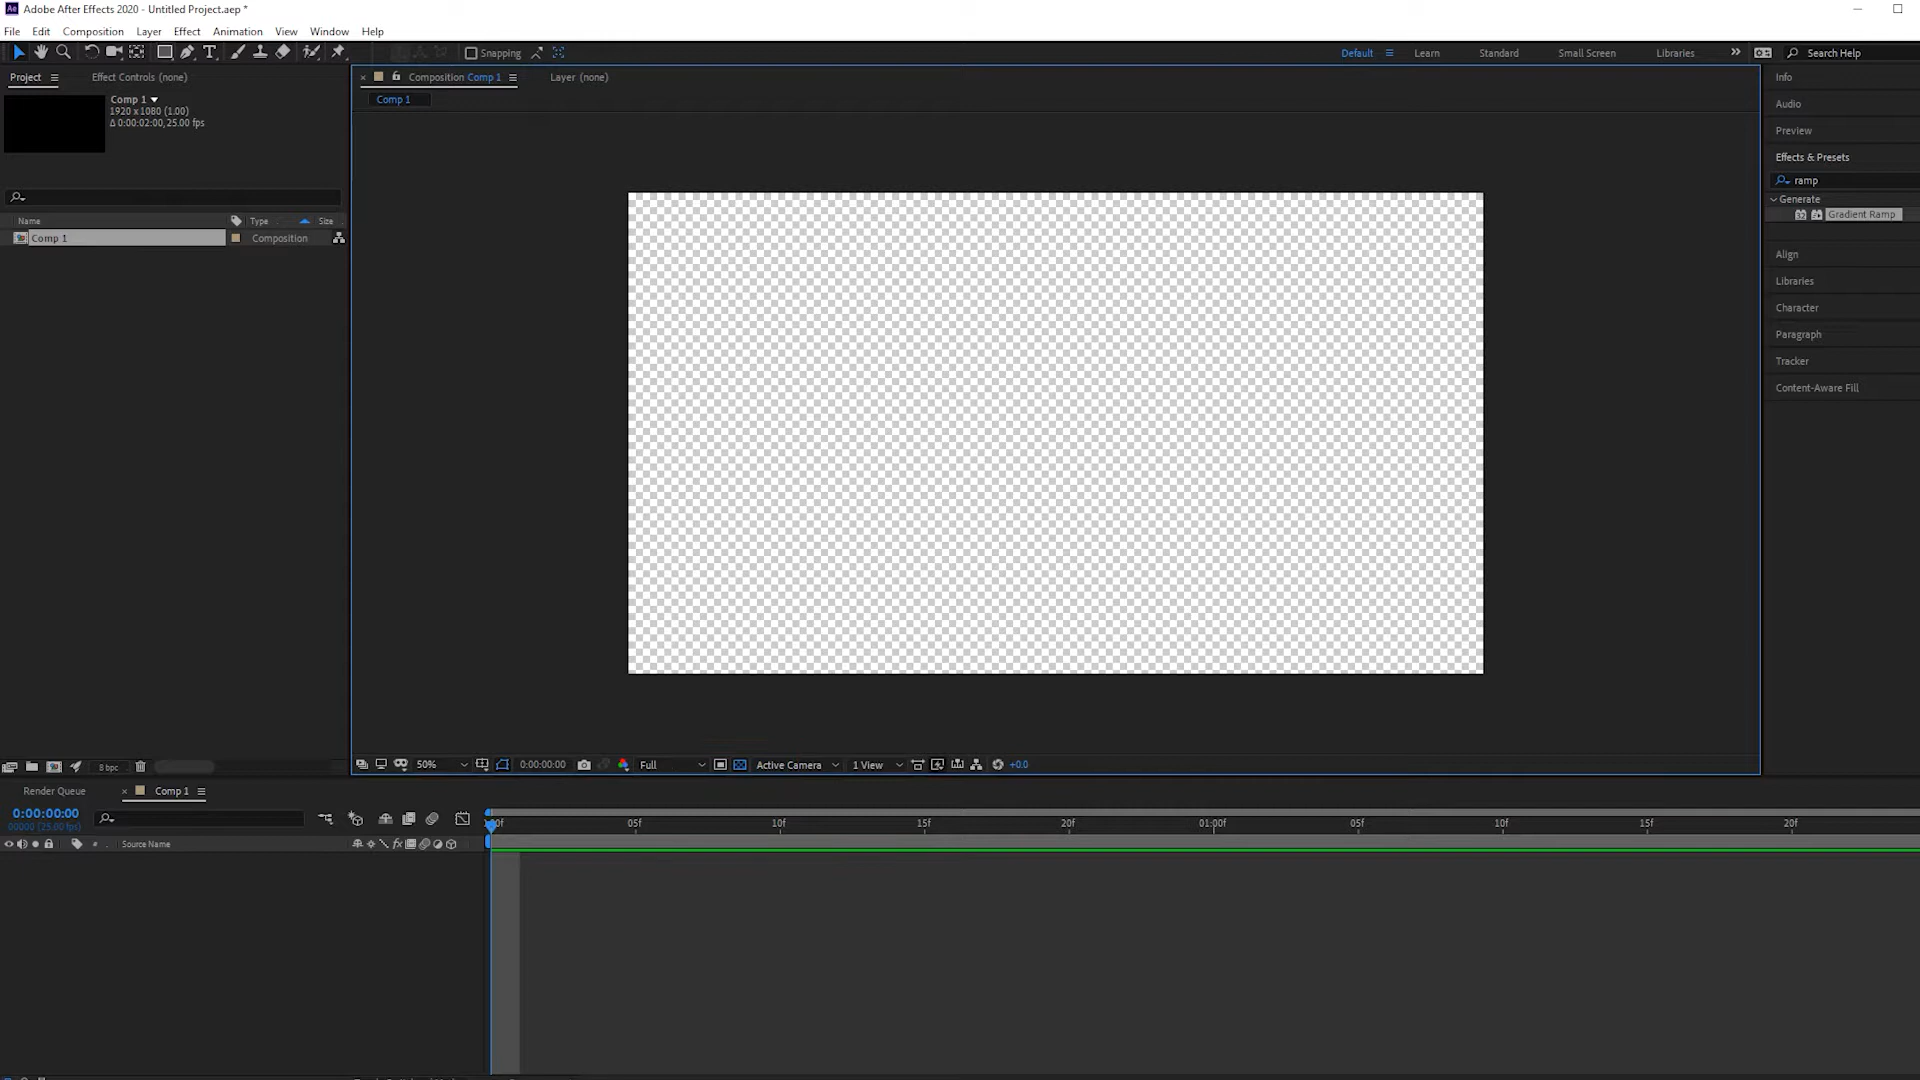 Adobe After Effects 2020 - Untitled Project.aep *
File Edit Composition Layer Effect Animation View Window Help
Snapping
Default Learn Standard Small Screen Libraries Search Help
Project Effect Controls (none)
Comp 1
1920 x 1080 (1.00)
Δ 0:00:02:00, 25.00 fps
Name Type Size
Comp 1 Composition
8 bpc
Composition Comp 1 Layer (none)
Comp 1
50% 0:00:00:00 Full Active Camera 1 View +0.0
Info
Audio
Preview
Effects & Presets
ramp
Generate
Gradient Ramp
Align
Libraries
Character
Paragraph
Tracker
Content-Aware Fill
Render Queue Comp 1
0:00:00:00
00000 (25.00 fps)
# Source Name
05f 10f 15f 20f 01:00f 05f 10f 15f 20f